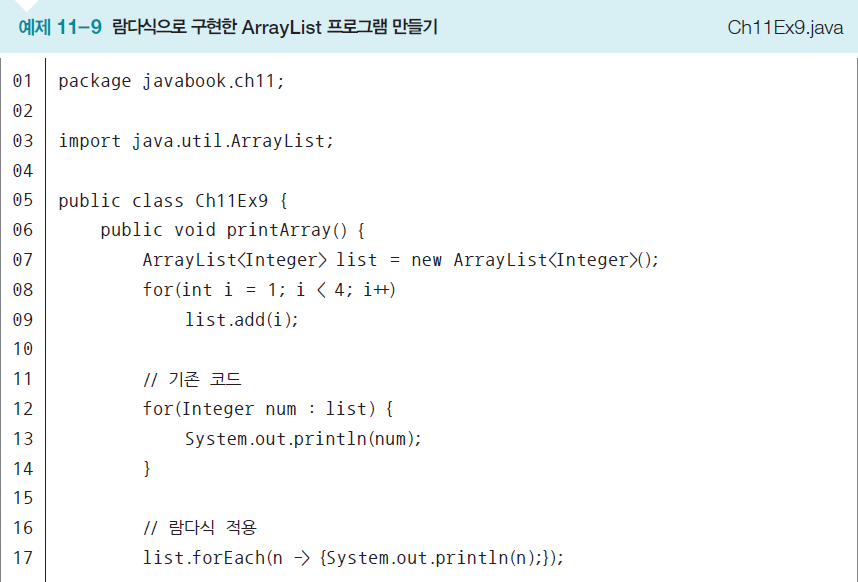 예제 11-9 람다식으로 구현한 ArrayList 프로그램 만들기 Ch11Ex9.java
01 package javabook.ch11;
02
03 import java.util.ArrayList;
04
05 public class Ch11Ex9 {
06     public void printArray() {
07         ArrayList<Integer> list = new ArrayList<Integer>();
08         for(int i = 1; i < 4; i++)
09             list.add(i);
10
11         // 기존 코드
12         for(Integer num : list) {
13             System.out.println(num);
14         }
15
16         // 람다식 적용
17         list.forEach(n -> {System.out.println(n);});